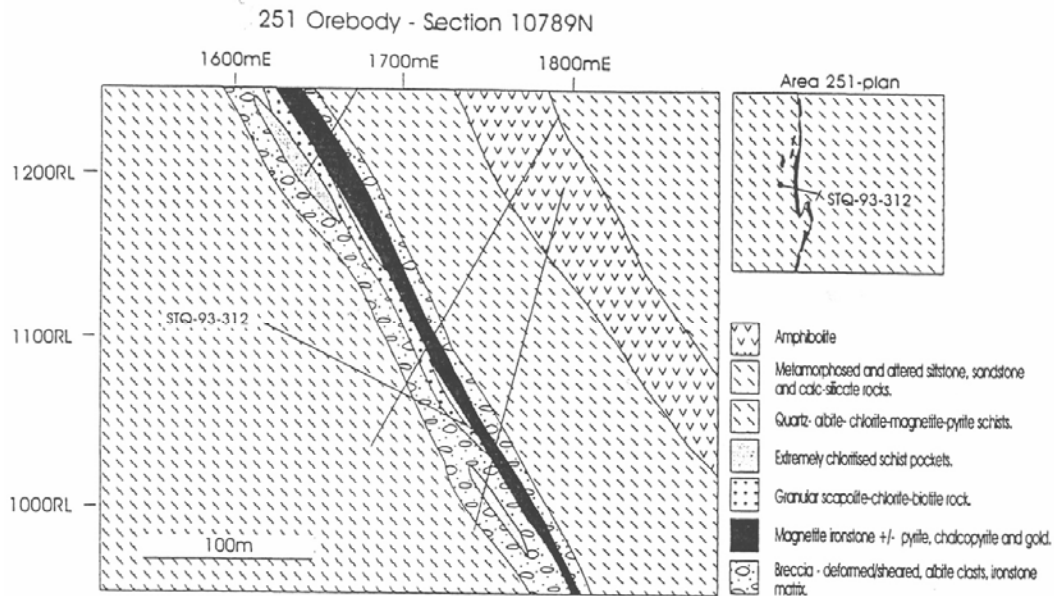 251 Orebody - Section 10789N
1600mE
1700mE
1800mE
1200RL
1100RL
1000RL
STQ-93-312
100m
Area 251-plan
STQ-93-312
Amphibolite
Metamorphosed and altered siltstone, sandstone
and calc-silicate rocks.
Quartz- albite- chlorite-magnetite-pyrite schists.
Extremely chloritised schist pockets.
Granular scapolite-chlorite-biotite rock.
Magnetite ironstone +/- pyrite, chalcopyrite and gold.
Breccia - deformed/sheared, albite clasts, ironstone
matrix.